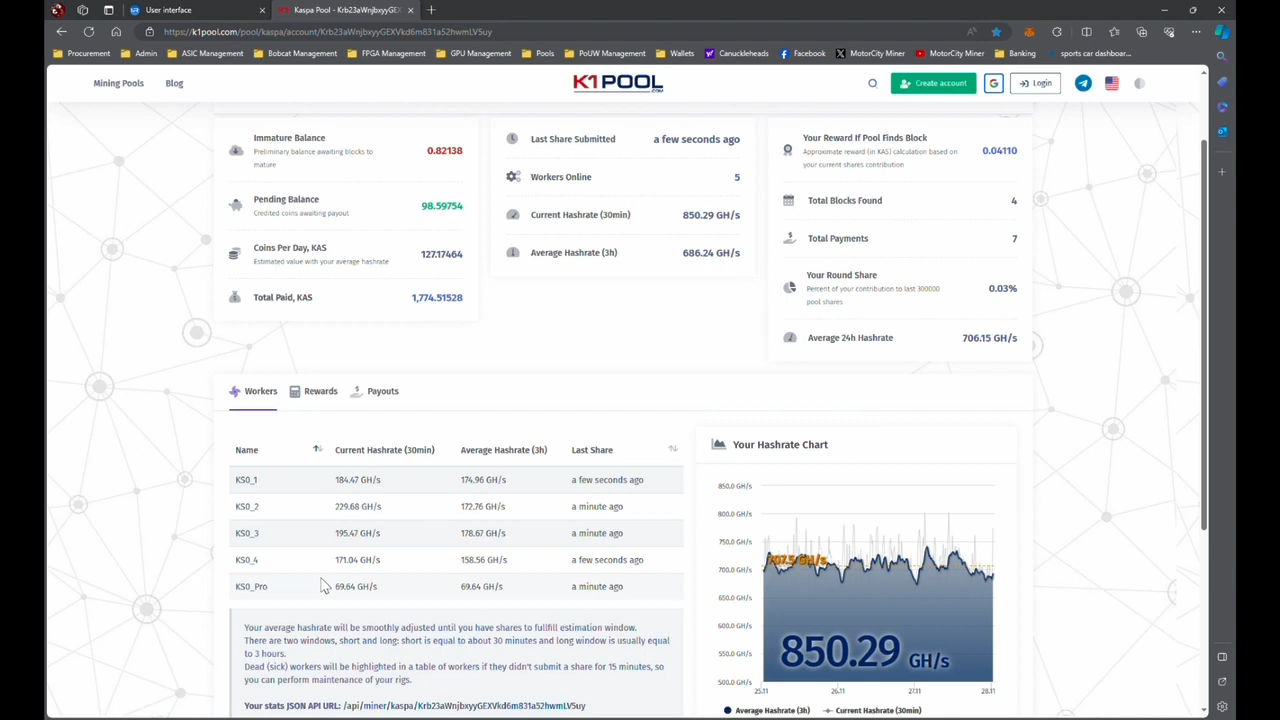 User interface
Kaspa Pool - Krb23aWnjbxyyGEX
https://k1pool.com/pool/kaspa/account/Krb23aWnjbxyyGEXVkd6m831a52hwmLV5uy
Procurement
Admin
ASIC Management
Bobcat Management
FPGA Management
GPU Management
Pools
PoUW Management
Wallets
Canuckleheads
Facebook
MotorCity Miner
MotorCity Miner
Banking
sports car dashboar...
Mining Pools
Blog
K1POOL
.COM
Create account
G
Login
Immature Balance
Preliminary balance awaiting blocks to
mature
0.82138
Pending Balance
Credited coins awaiting payout
98.59754
Coins Per Day, KAS
Estimated value with your average hashrate
127.17464
Total Paid, KAS
1,774.51528
Last Share Submitted
a few seconds ago
Workers Online
5
Current Hashrate (30min)
850.29 GH/s
Average Hashrate (3h)
686.24 GH/s
Your Reward If Pool Finds Block
Approximate reward (in KAS) calculation based on
your current shares contribution
0.04110
Total Blocks Found
4
Total Payments
7
Your Round Share
Percent of your contribution to last 300000
pool shares
0.03%
Average 24h Hashrate
706.15 GH/s
Workers
Rewards
Payouts
Name Current Hashrate (30min) Average Hashrate (3h) Last Share
KS0_1 184.47 GH/s 174.96 GH/s a few seconds ago
KS0_2 229.68 GH/s 172.76 GH/s a minute ago
KS0_3 195.47 GH/s 178.67 GH/s a minute ago
KS0_4 171.04 GH/s 158.56 GH/s a few seconds ago
KS0_Pro 69.64 GH/s 69.64 GH/s a minute ago
Your average hashrate will be smoothly adjusted until you have shares to fullfill estimation window.
There are two windows, short and long: short is equal to about 30 minutes and long window is usually equal
to 3 hours.
Dead (sick) workers will be highlighted in a table of workers if they didn't submit a share for 15 minutes, so
you can perform maintenance of your rigs.
Your stats JSON API URL: /api/miner/kaspa/Krb23aWnjbxyyGEXVkd6m831a52hwmLV5uy
Your Hashrate Chart
850.0 GH/s
800.0 GH/s
750.0 GH/s
700.0 GH/s
650.0 GH/s
600.0 GH/s
550.0 GH/s
500.0 GH/s
707.5 GH/s
850.29 GH/s
25.11
26.11
27.11
28.11
Average Hashrate (3h)
Current Hashrate (30min)